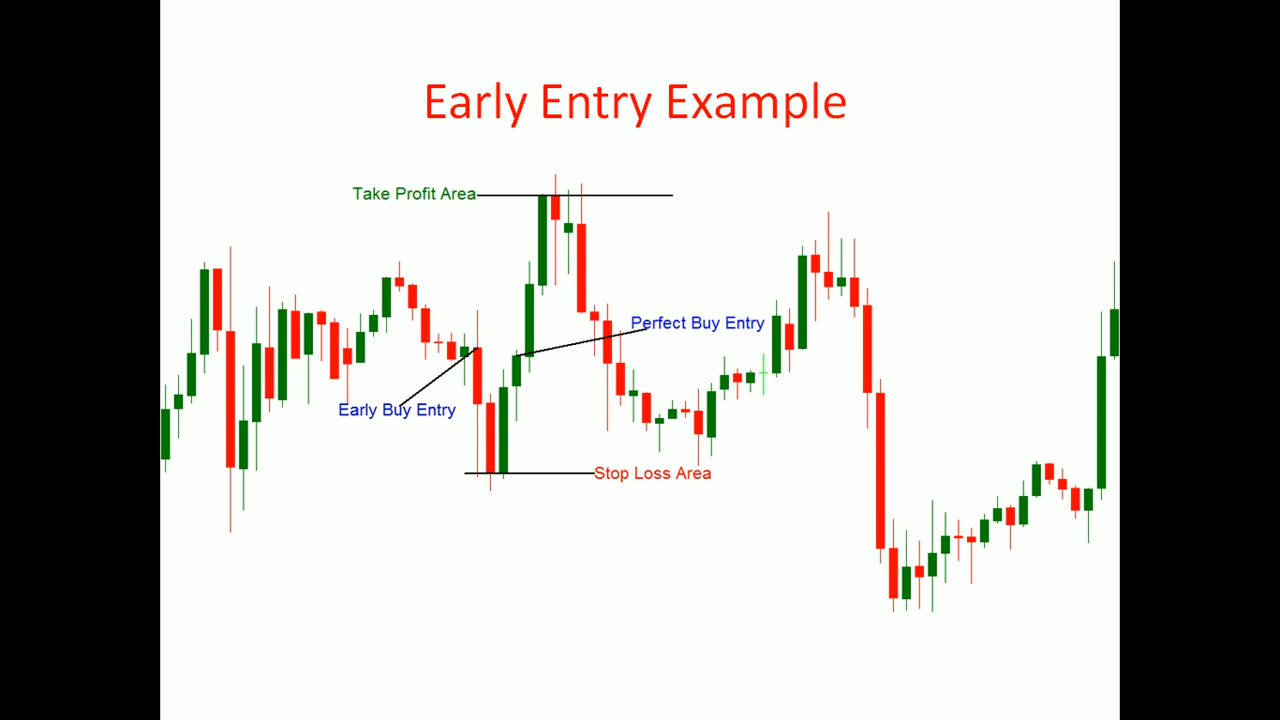 Early Entry Example
Take Profit Area
Perfect Buy Entry
Early Buy Entry
Stop Loss Area